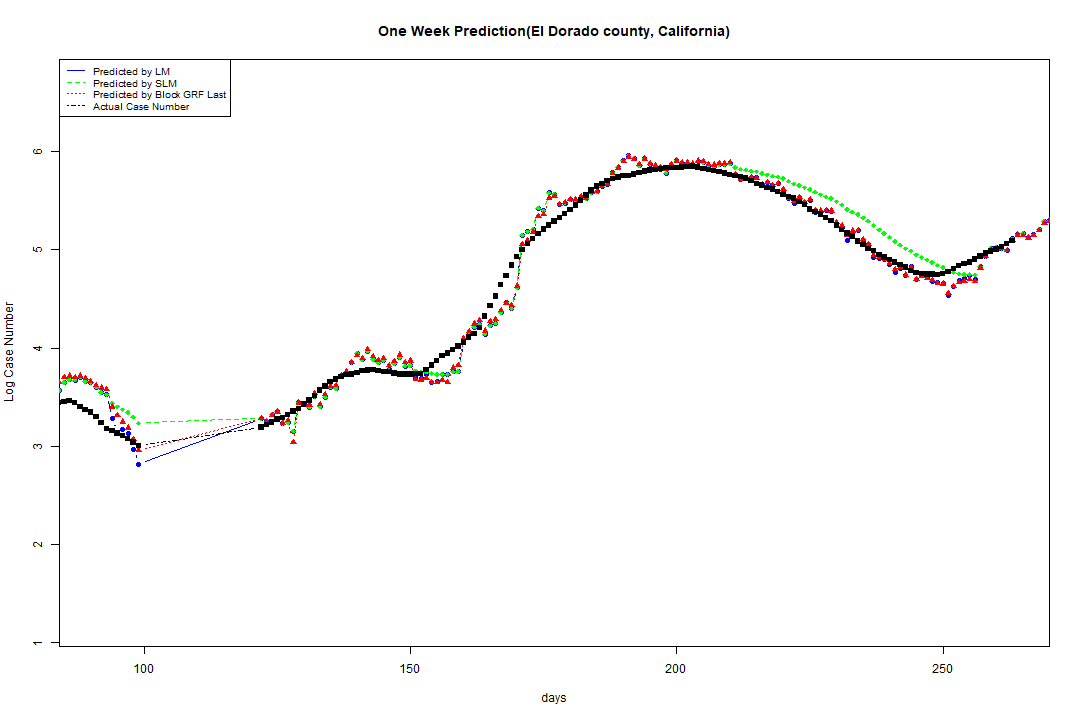 One Week Prediction(El Dorado county, California)
Predicted by LM
Predicted by SLM
Predicted by Block GRF Last
Actual Case Number
6
5
4
3
2
1
Log Case Number
100 150 200 250
days